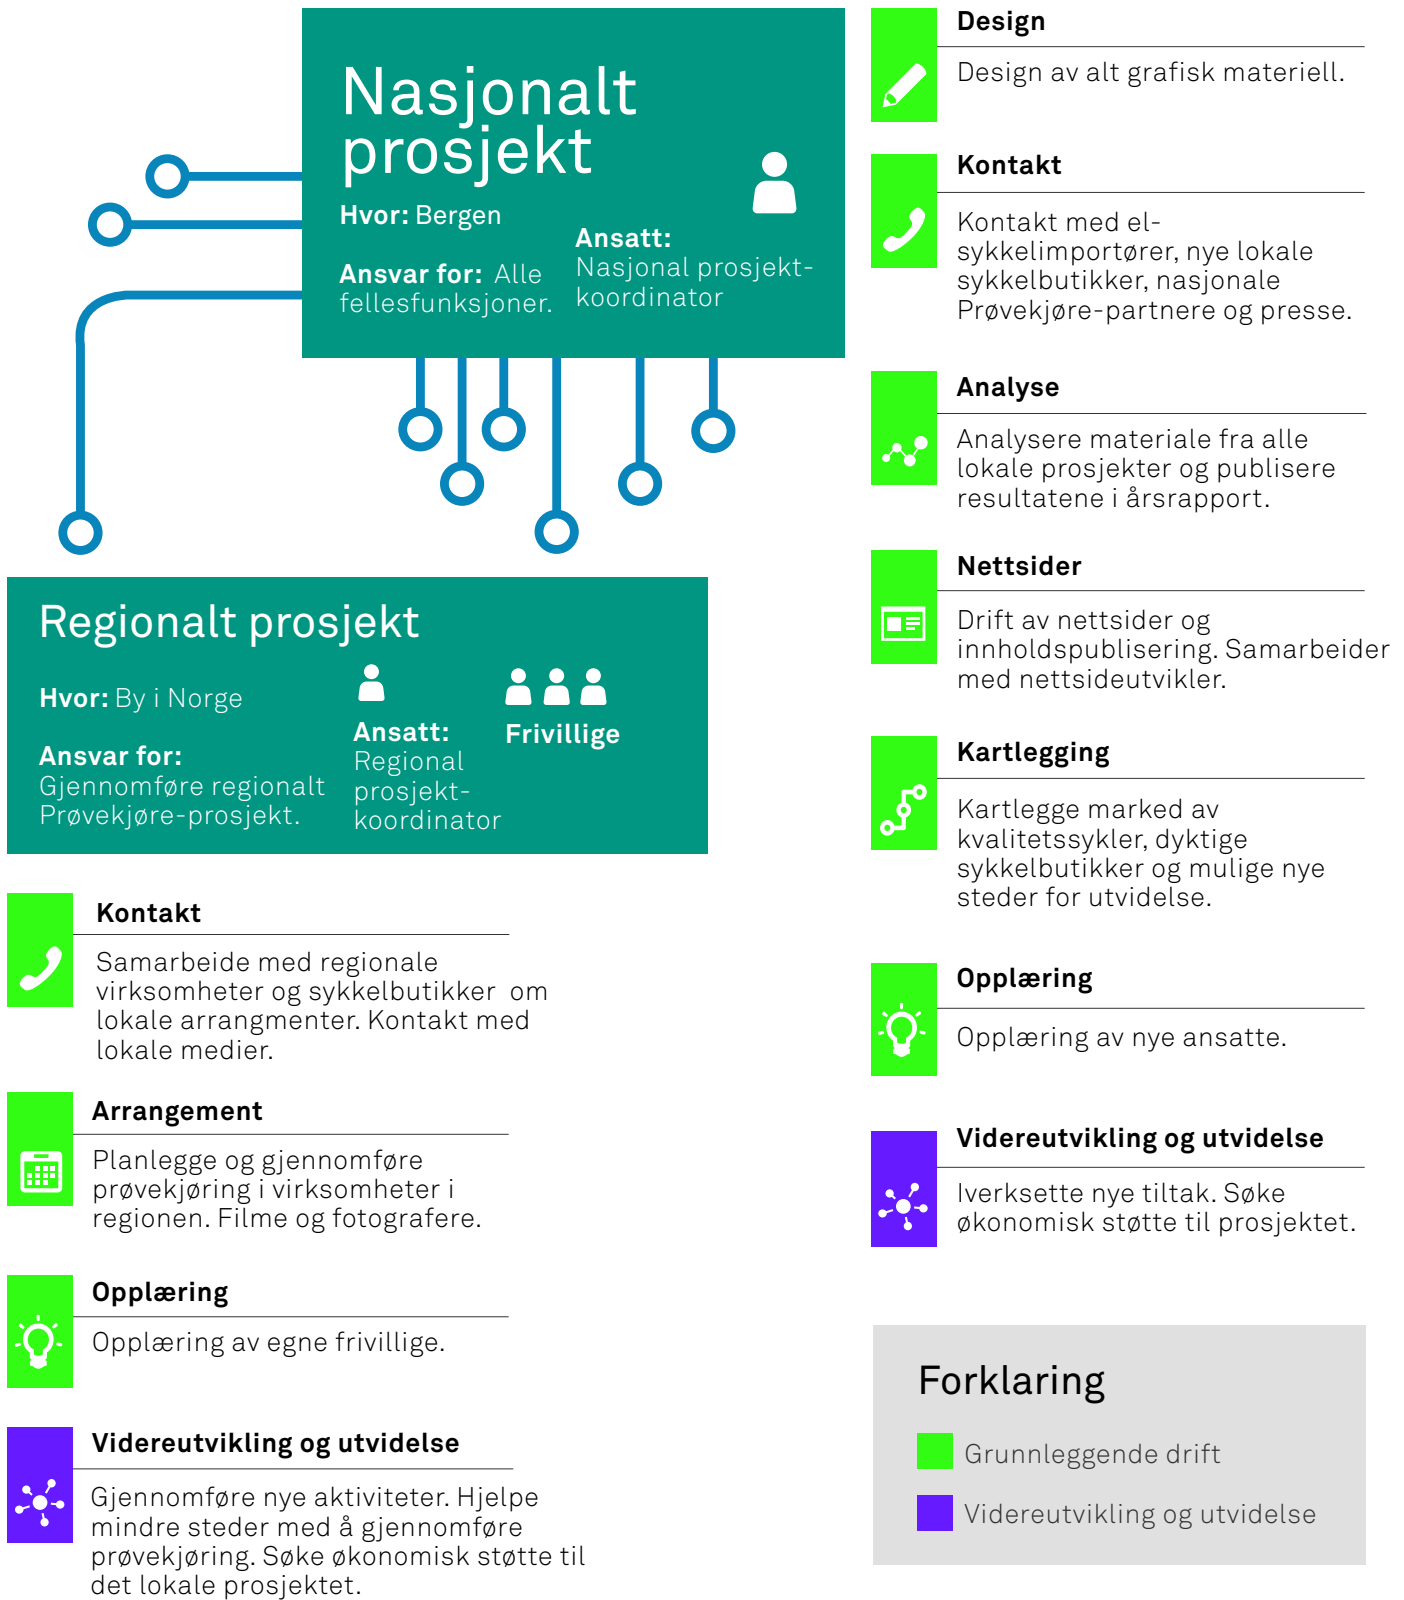 Nasjonalt
prosjekt
Hvor: Bergen
Ansvar for: Alle
fellesfunksjoner.
Ansatt:
Nasjonal prosjekt-
koordinator
Regionalt prosjekt
Hvor: By i Norge
Ansvar for:
Gjennomføre regionalt
Prøvekjøre-prosjekt.
Ansatt:
Regional
prosjekt-
koordinator
Frivillige
Kontakt
Samarbeide med regionale
virksomheter og sykkelbutikker om
lokale arrangmenter. Kontakt med
lokale medier.
Arrangement
Planlegge og gjennomføre
prøvekjøring i virksomheter i
regionen. Filme og fotografere.
Opplæring
Opplæring av egne frivillige.
Videreutvikling og utvidelse
Gjennomføre nye aktiviteter. Hjelpe
mindre steder med å gjennomføre
prøvekjøring. Søke økonomisk støtte til
det lokale prosjektet.
Design
Design av alt grafisk materiell.
Kontakt
Kontakt med el-
sykkelimportører, nye lokale
sykkelbutikker, nasjonale
Prøvekjøre-partnere og presse.
Analyse
Analysere materiale fra alle
lokale prosjekter og publisere
resultatene i årsrapport.
Nettsider
Drift av nettsider og
innholdspublisering. Samarbeider
med nettsideutvikler.
Kartlegging
Kartlegge marked av
kvalitetssykler, dyktige
sykkelbutikker og mulige nye
steder for utvidelse.
Opplæring
Opplæring av nye ansatte.
Videreutvikling og utvidelse
Iverksette nye tiltak. Søke
økonomisk støtte til prosjektet.
Forklaring
Grunnleggende drift
Videreutvikling og utvidelse